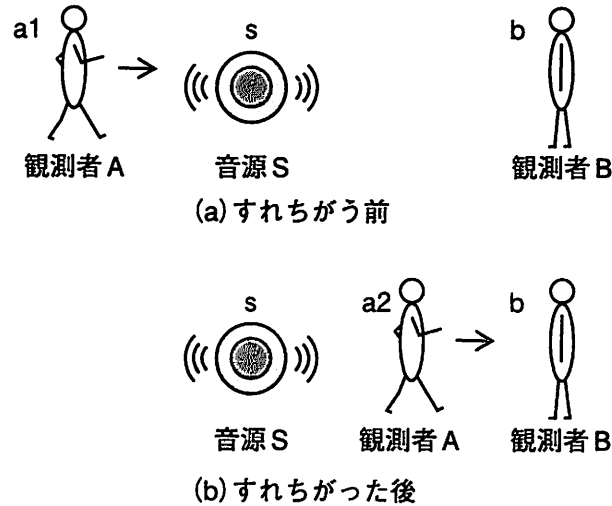 a1 s b
観測者A 音源S 観測者B
(a)すれちがう前
s a2 b
音源S 観測者A 観測者B
(b)すれちがった後